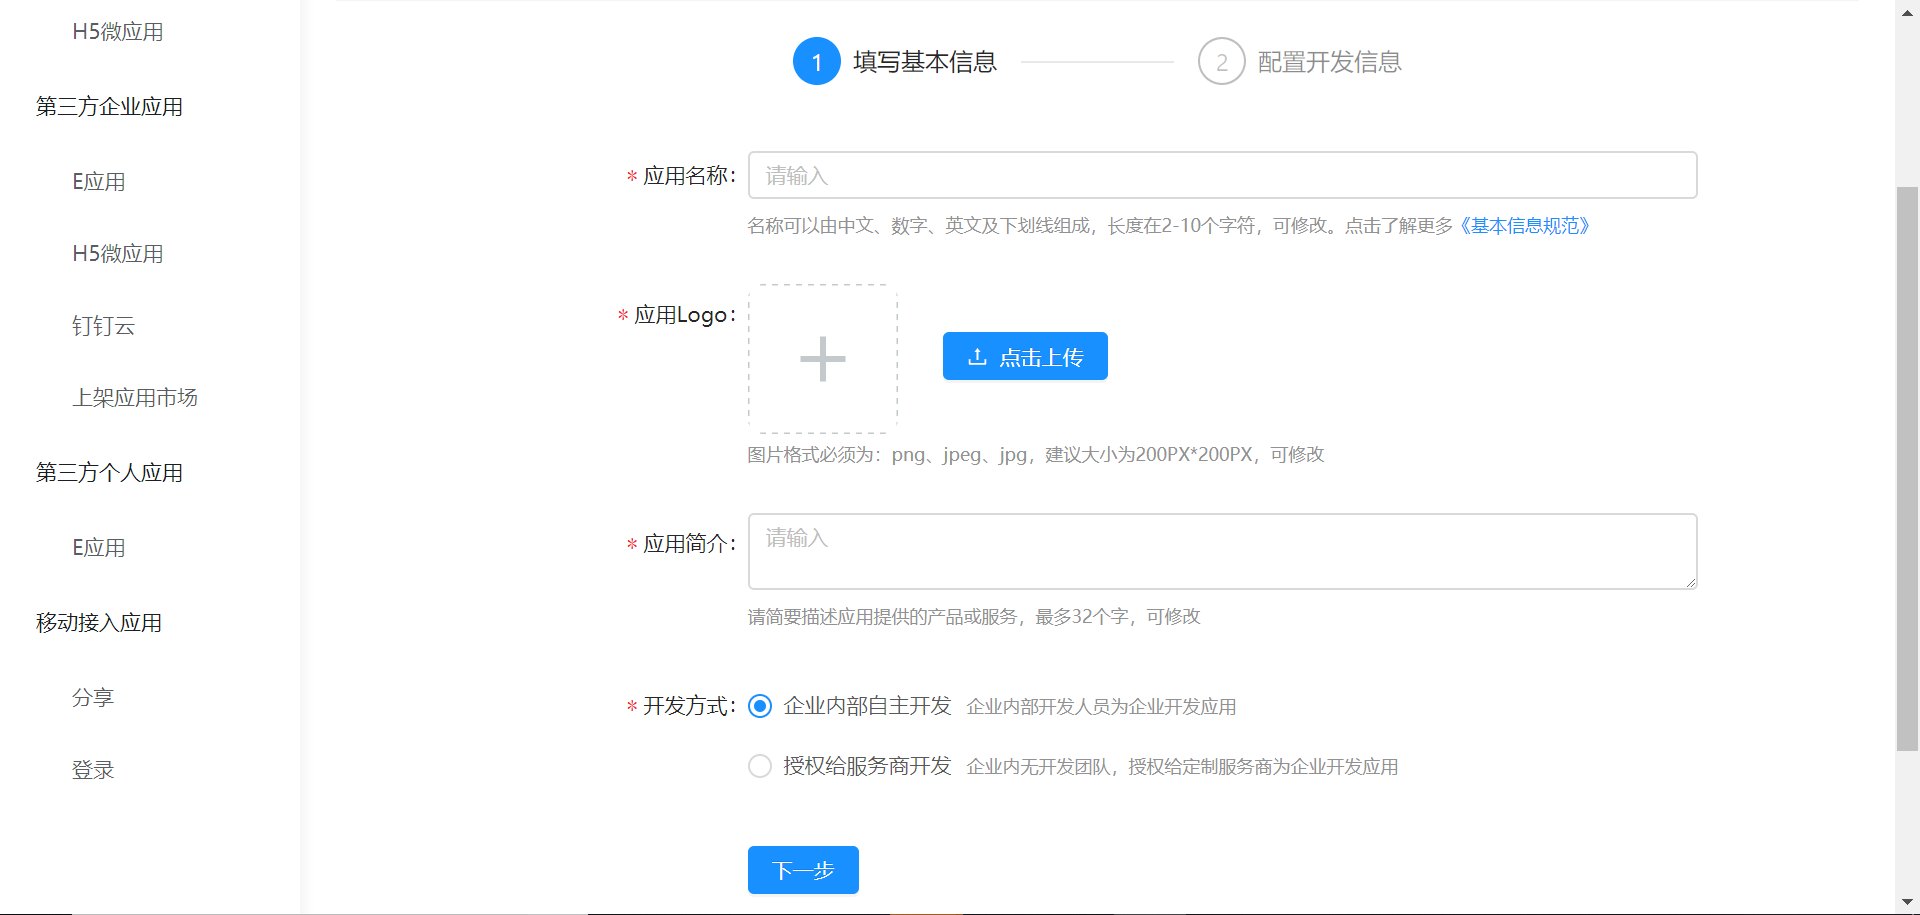 H5微应用
第三方企业应用
E应用
H5微应用
钉钉云
上架应用市场
第三方个人应用
E应用
移动接入应用
分享
登录
1 填写基本信息
2 配置开发信息
* 应用名称：
请输入
名称可以由中文、数字、英文及下划线组成，长度在2-10个字符，可修改。点击了解更多《基本信息规范》
* 应用Logo：
点击上传
图片格式必须为：png、jpeg、jpg，建议大小为200PX*200PX，可修改
* 应用简介：
请输入
请简要描述应用提供的产品或服务，最多32个字，可修改
* 开发方式：
企业内部自主开发 企业内部开发人员为企业开发应用
授权给服务商开发 企业内无开发团队，授权给定制服务商为企业开发应用
下一步